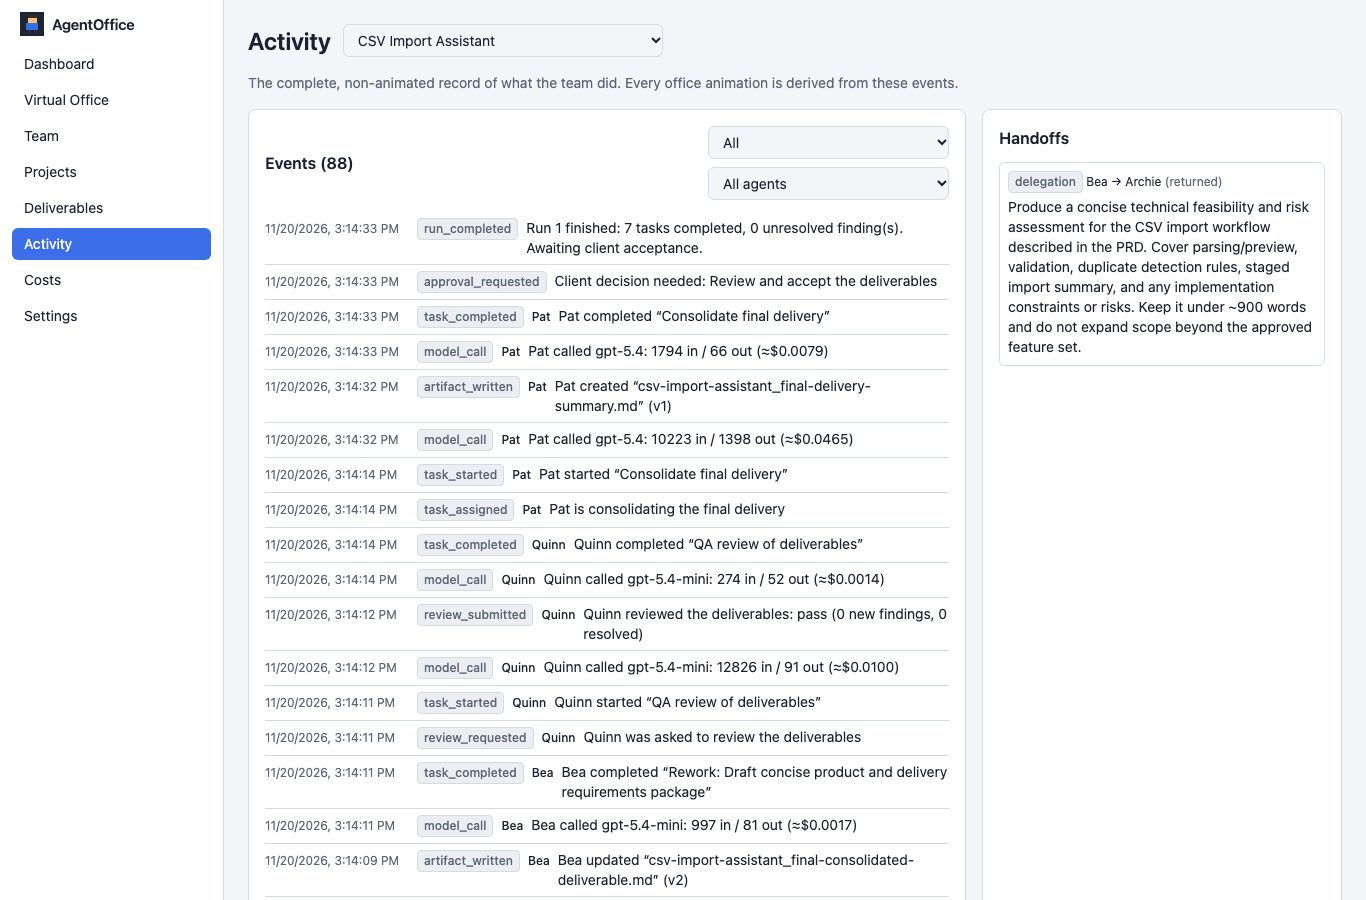 AgentOffice
Dashboard
Virtual Office
Team
Projects
Deliverables
Activity
Costs
Settings
Activity
CSV Import Assistant
The complete, non-animated record of what the team did. Every office animation is derived from these events.
Events (88)
All
All agents
11/20/2026, 3:14:33 PM run_completed Run 1 finished: 7 tasks completed, 0 unresolved finding(s).
Awaiting client acceptance.
11/20/2026, 3:14:33 PM approval_requested Client decision needed: Review and accept the deliverables
11/20/2026, 3:14:33 PM task_completed Pat Pat completed “Consolidate final delivery”
11/20/2026, 3:14:33 PM model_call Pat Pat called gpt-5.4: 1794 in / 66 out (≈$0.0079)
11/20/2026, 3:14:32 PM artifact_written Pat Pat created “csv-import-assistant_final-delivery-
summary.md” (v1)
11/20/2026, 3:14:32 PM model_call Pat Pat called gpt-5.4: 10223 in / 1398 out (≈$0.0465)
11/20/2026, 3:14:14 PM task_started Pat Pat started “Consolidate final delivery”
11/20/2026, 3:14:14 PM task_assigned Pat Pat is consolidating the final delivery
11/20/2026, 3:14:14 PM task_completed Quinn Quinn completed “QA review of deliverables”
11/20/2026, 3:14:14 PM model_call Quinn Quinn called gpt-5.4-mini: 274 in / 52 out (≈$0.0014)
11/20/2026, 3:14:12 PM review_submitted Quinn Quinn reviewed the deliverables: pass (0 new findings, 0
resolved)
11/20/2026, 3:14:12 PM model_call Quinn Quinn called gpt-5.4-mini: 12826 in / 91 out (≈$0.0100)
11/20/2026, 3:14:11 PM task_started Quinn Quinn started “QA review of deliverables”
11/20/2026, 3:14:11 PM review_requested Quinn Quinn was asked to review the deliverables
11/20/2026, 3:14:11 PM task_completed Bea Bea completed “Rework: Draft concise product and delivery
requirements package”
11/20/2026, 3:14:11 PM model_call Bea Bea called gpt-5.4-mini: 997 in / 81 out (≈$0.0017)
11/20/2026, 3:14:09 PM artifact_written Bea Bea updated “csv-import-assistant_final-consolidated-
deliverable.md” (v2)
Handoffs
delegation Bea → Archie (returned)
Produce a concise technical feasibility and risk
assessment for the CSV import workflow
described in the PRD. Cover parsing/preview,
validation, duplicate detection rules, staged
import summary, and any implementation
constraints or risks. Keep it under ~900 words
and do not expand scope beyond the approved
feature set.